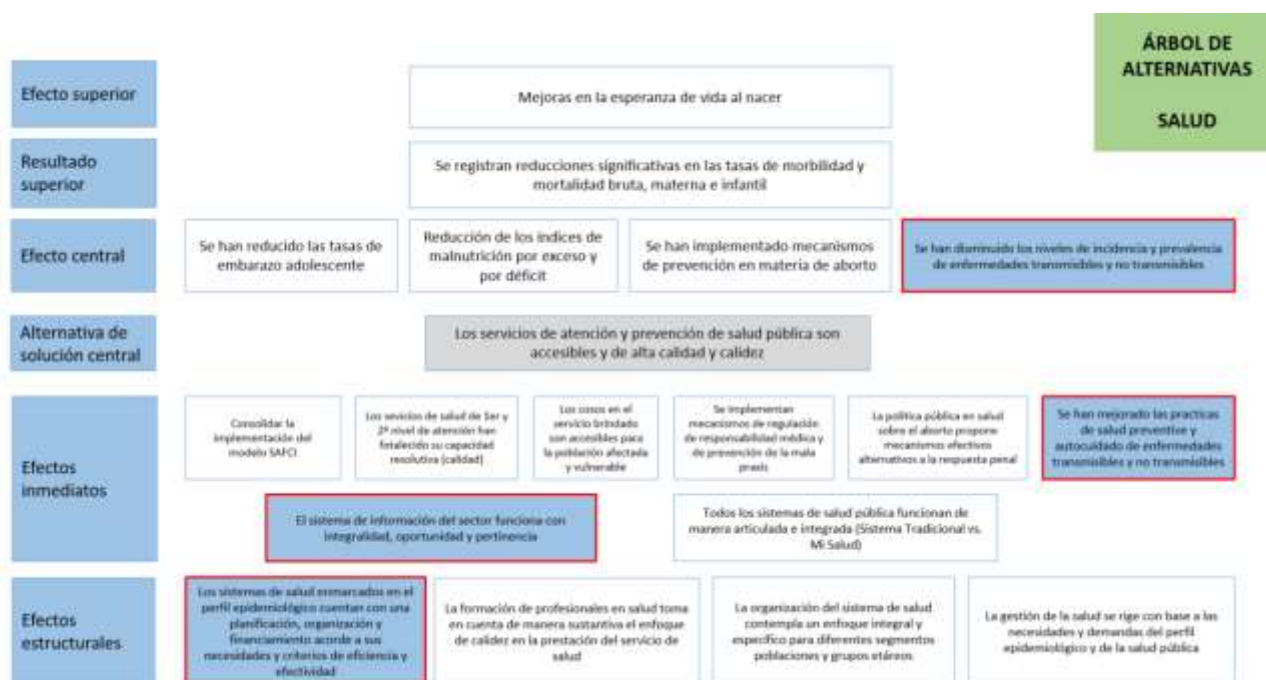 ÁRBOL DE
ALTERNATIVAS
SALUD
Efecto superior
Mejoras en la esperanza de vida al nacer
Resultado
superior
Se registran reducciones significativas en las tasas de morbilidad y
mortalidad bruta, materna e infantil
Efecto central
Se han reducido las tasas de
embarazo adolescente
Reducción de los índices de
malnutrición por exceso y
por déficit
Se han implementado mecanismos
de prevención en materia de aborto
Se han disminuido los niveles de incidencia y prevalencia
de enfermedades transmisibles y no transmisibles
Alternativa de
solución central
Los servicios de atención y prevención de salud pública son
accesibles y de alta calidad y calidez
Efectos
inmediatos
Consolidar la
implementación del
modelo SAFCI
Los servicios de salud de 1er y
2º nivel de atención han
fortalecido su capacidad
resolutiva (calidad)
Los cosos en el
servicio brindado
son accesibles para
la población afectada
y vulnerable
Se implementan
mecanismos de regulación
de responsabilidad médica y
de prevención de la mala
praxis
La política pública en salud
sobre el aborto propone
mecanismos efectivos
alternativos a la respuesta penal
Se han mejorado las practicas
de salud preventive y
autocuidado de enfermedades
transmisibles y no transmisibles
El sistema de información del sector funciona con
integralidad, oportunidad y pertinencia
Todos los sistemas de salud pública funcionan de
manera articulada e integrada (Sistema Tradicional vs.
Mi Salud)
Efectos
estructurales
Los sistemas de salud enmarcados en el
perfil epidemiológico cuentan con una
planificación, organización y
financiamiento acorde a sus
necesidades y criterios de eficiencia y
efectividad
La formación de profesionales en salud toma
en cuenta de manera sustantiva el enfoque
de calidez en la prestación del servicio de
salud
La organización del sistema de salud
contempla un enfoque integral y
específico para diferentes segmentos
poblaciones y grupos etáreos
La gestión de la salud se rige con base a las
necesidades y demandas del perfil
epidemiológico y de la salud pública